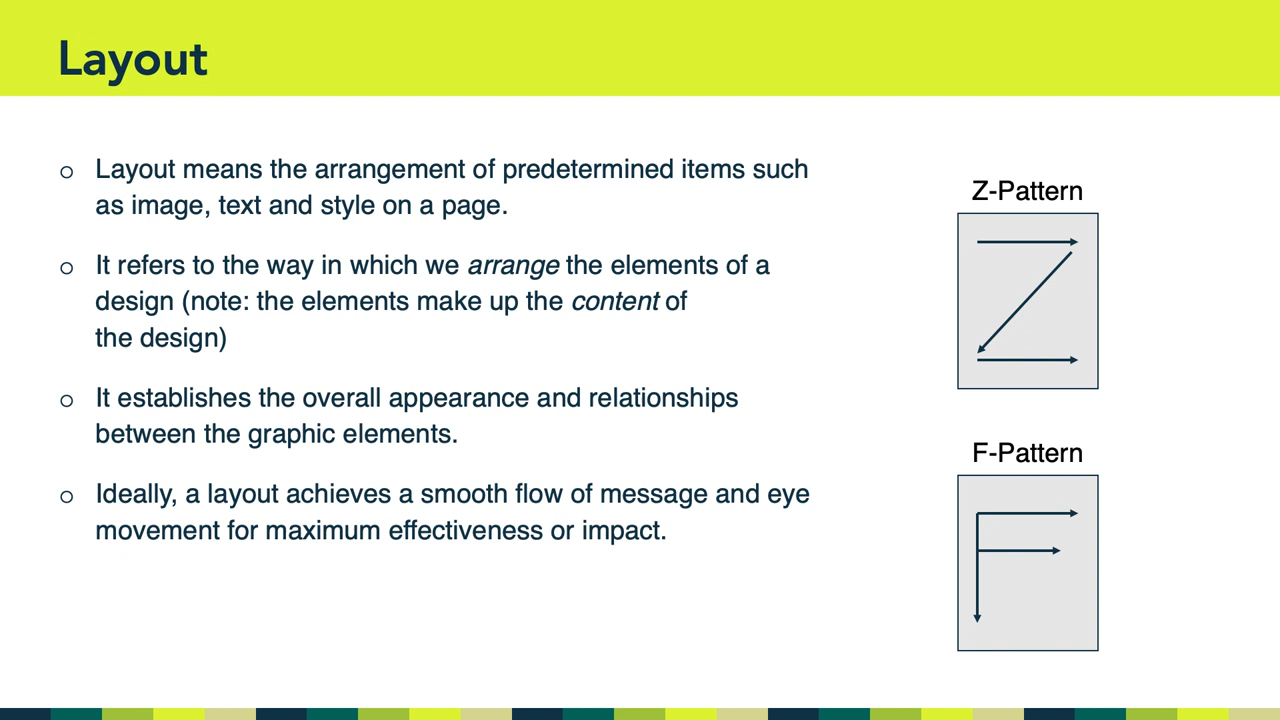 Layout
Layout means the arrangement of predetermined items such
as image, text and style on a page.
It refers to the way in which we arrange the elements of a
design (note: the elements make up the content of
the design)
It establishes the overall appearance and relationships
between the graphic elements.
Ideally, a layout achieves a smooth flow of message and eye
movement for maximum effectiveness or impact.
Z-Pattern
F-Pattern